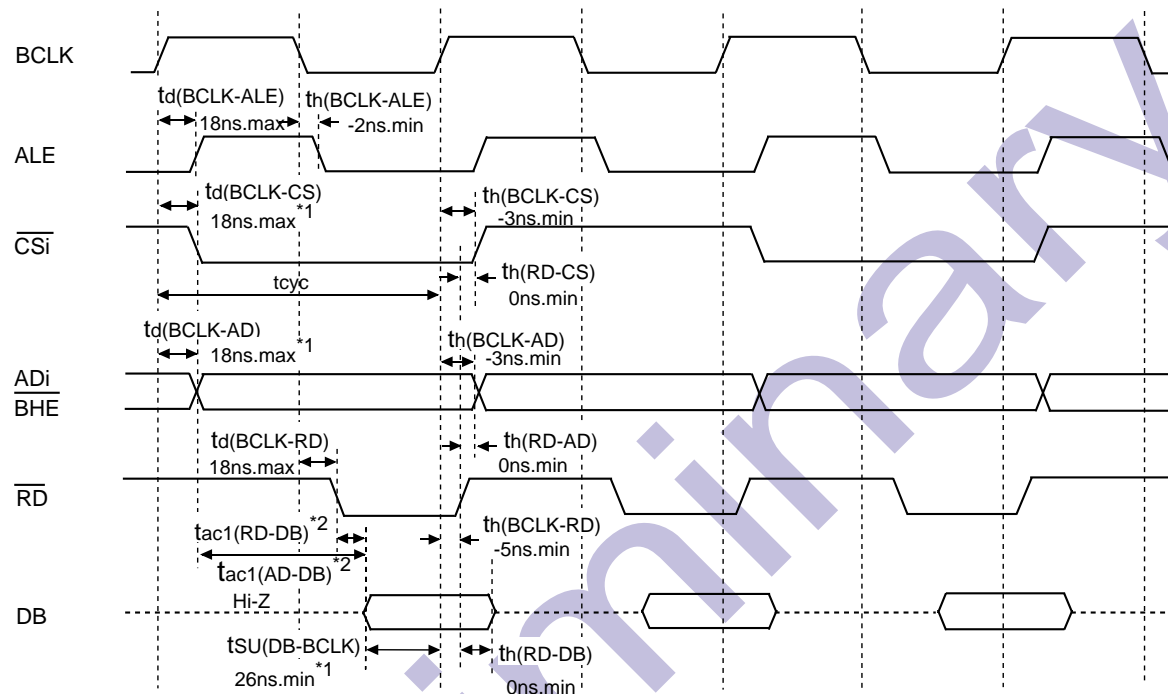 BCLK
td(BCLK-ALE)
18ns.max
th(BCLK-ALE)
-2ns.min
ALE
td(BCLK-CS)
18ns.max*1
th(BCLK-CS)
-3ns.min
CSi
th(RD-CS)
0ns.min
tcyc
td(BCLK-AD)
18ns.max*1
th(BCLK-AD)
-3ns.min
ADi
BHE
td(BCLK-RD)
18ns.max
th(RD-AD)
0ns.min
RD
tac1(RD-DB)*2
th(BCLK-RD)
-5ns.min
tac1(AD-DB)*2
Hi-Z
DB
tSU(DB-BCLK)
26ns.min*1
th(RD-DB)
0ns.min